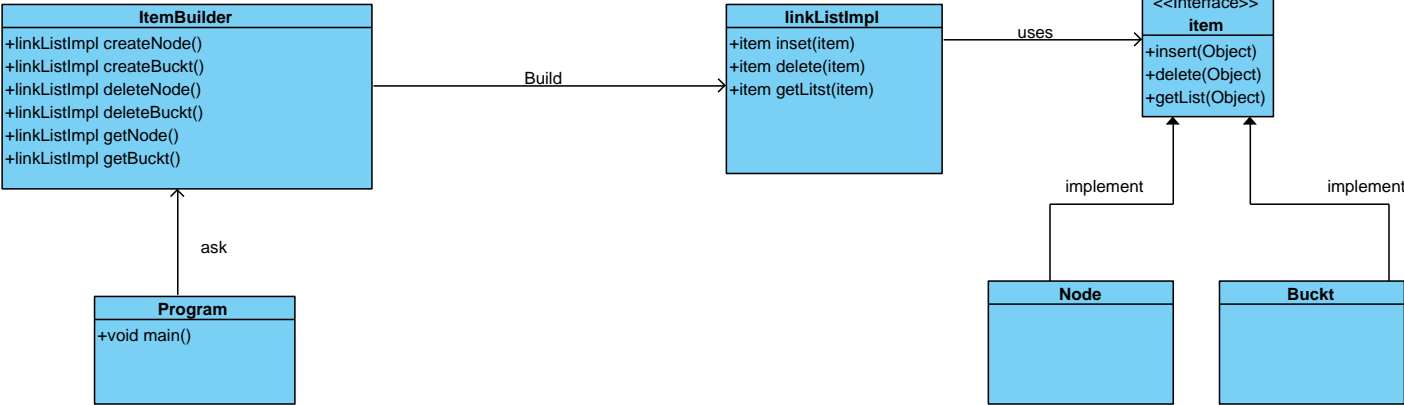 ItemBuilder
+linkListImpl createNode()
+linkListImpl createBuckt()
+linkListImpl deleteNode()
+linkListImpl deleteBuckt()
+linkListImpl getNode()
+linkListImpl getBuckt()
Build
linkListImpl
+item inset(item)
+item delete(item)
+item getLitst(item)
uses
<<Interface>>
item
+insert(Object)
+delete(Object)
+getList(Object)
implement
implement
ask
Program
+void main()
Node
Buckt